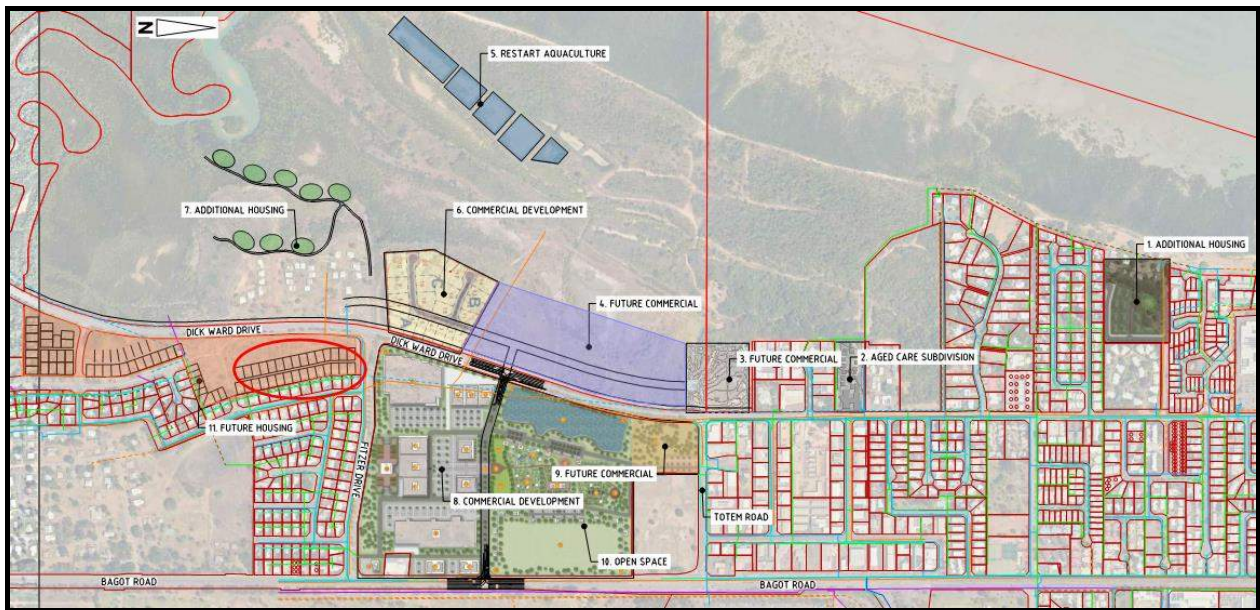 N
5. RESTART AQUACULTURE
7. ADDITIONAL HOUSING
6. COMMERCIAL DEVELOPMENT
1. ADDITIONAL HOUSING
C
B
4. FUTURE COMMERCIAL
DICK WARD DRIVE
DICK WARD DRIVE
3. FUTURE COMMERCIAL
2. AGED CARE SUBDIVISION
11. FUTURE HOUSING
FITZER DRIVE
9. FUTURE COMMERCIAL
8. COMMERCIAL DEVELOPMENT
TOTEM ROAD
10. OPEN SPACE
BAGOT ROAD
BAGOT ROAD